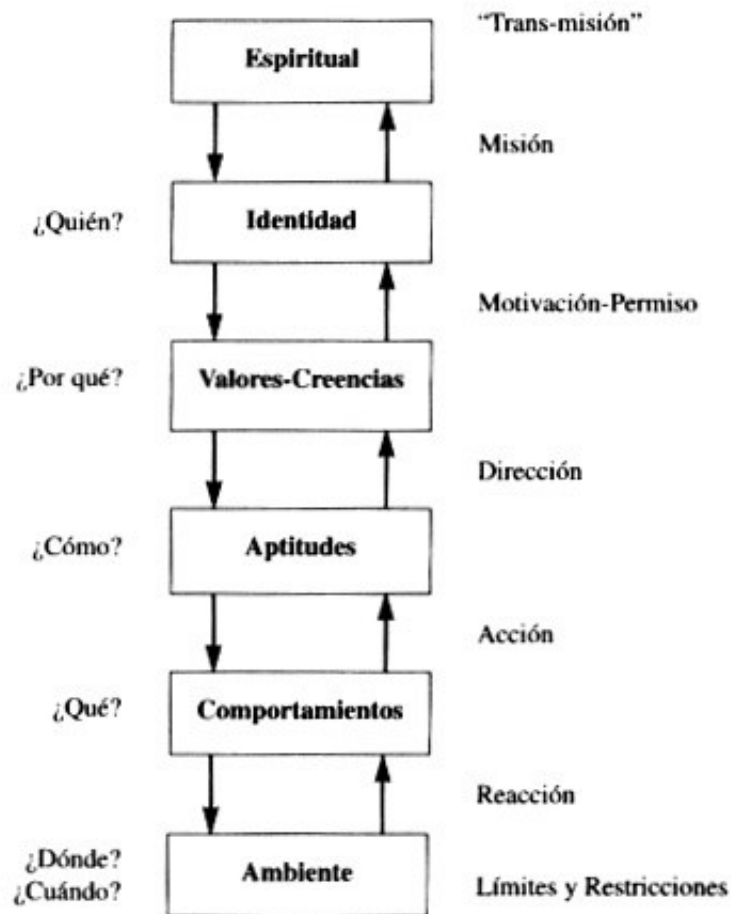 “Trans-misión”
Espiritual
Misión
¿Quién?
Identidad
Motivación-Permiso
¿Por qué?
Valores-Creencias
Dirección
¿Cómo?
Aptitudes
Acción
¿Qué?
Comportamientos
Reacción
¿Dónde?
¿Cuándo?
Ambiente
Límites y Restricciones